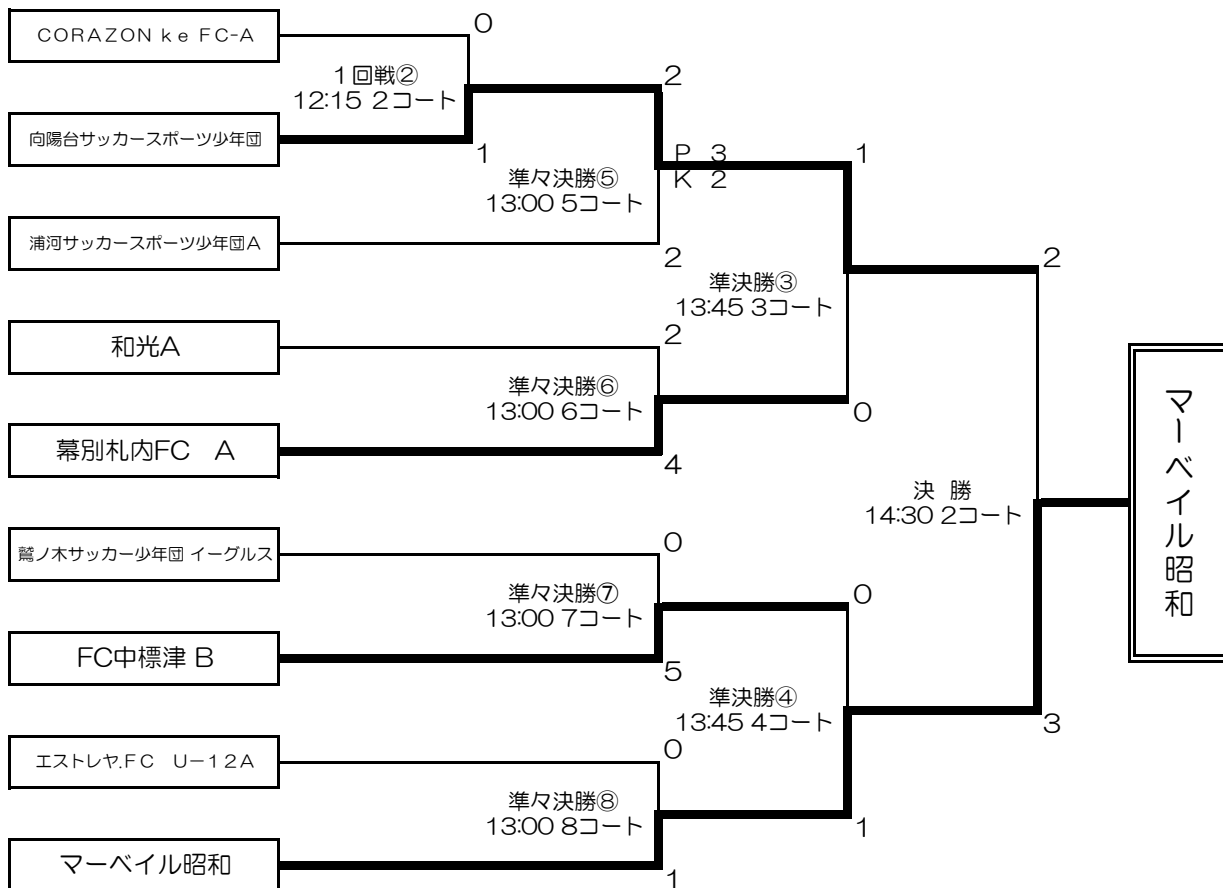 CORAZON ke FC-A
0
1回戦②
12:15 2コート
2
向陽台サッカースポーツ少年団
1
P 3
K 2
1
準々決勝⑤
13:00 5コート
浦河サッカースポーツ少年団A
2
2
準決勝③
13:45 3コート
和光A
2
準々決勝⑥
13:00 6コート
0
幕別札内FC A
4
マーベイル昭和
決 勝
14:30 2コート
鷲ノ木サッカー少年団 イーグルス
0
準々決勝⑦
13:00 7コート
0
FC中標津 B
5
準決勝④
13:45 4コート
3
エストレヤ.FC U-12A
0
準々決勝⑧
13:00 8コート
1
マーベイル昭和
1